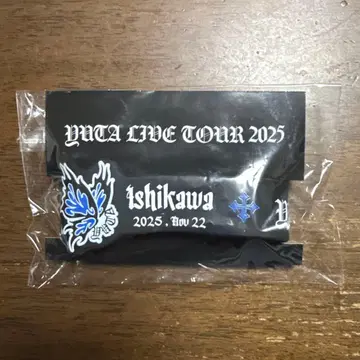 YUTA LIVE TOUR 2025
Ishikawa
2025 . Nov 22
Y